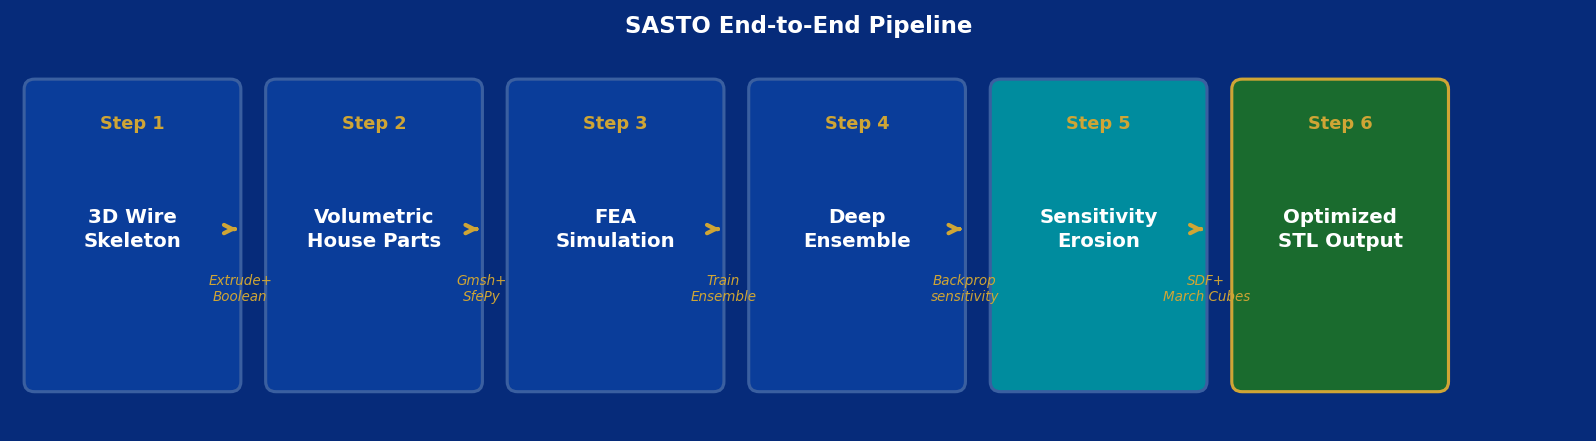 SASTO End-to-End Pipeline
Step 1
3D Wire
Skeleton
Extrude+
Boolean
Step 2
Volumetric
House Parts
Gmsh+
SfePy
Step 3
FEA
Simulation
Train
Ensemble
Step 4
Deep
Ensemble
Backprop
sensitivity
Step 5
Sensitivity
Erosion
SDF+
March Cubes
Step 6
Optimized
STL Output